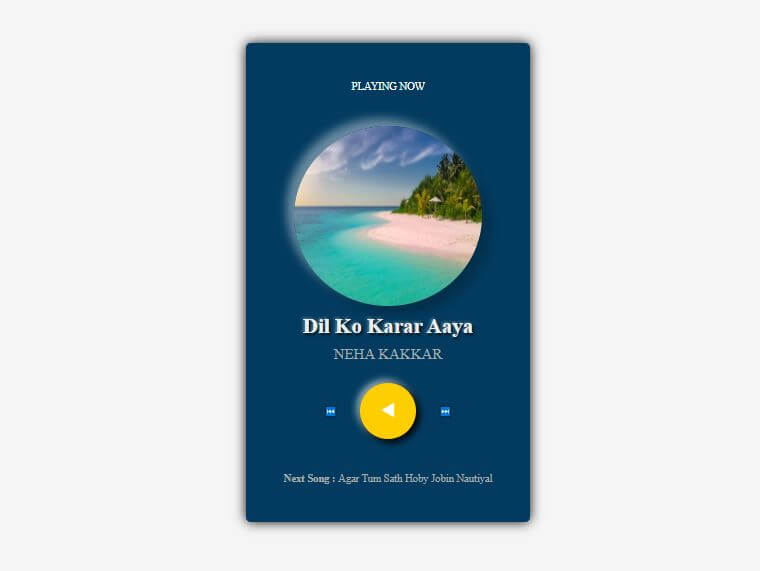 PLAYING NOW
Dil Ko Karar Aaya
NEHA KAKKAR
Next Song : Agar Tum Sath Hoby Jobin Nautiyal